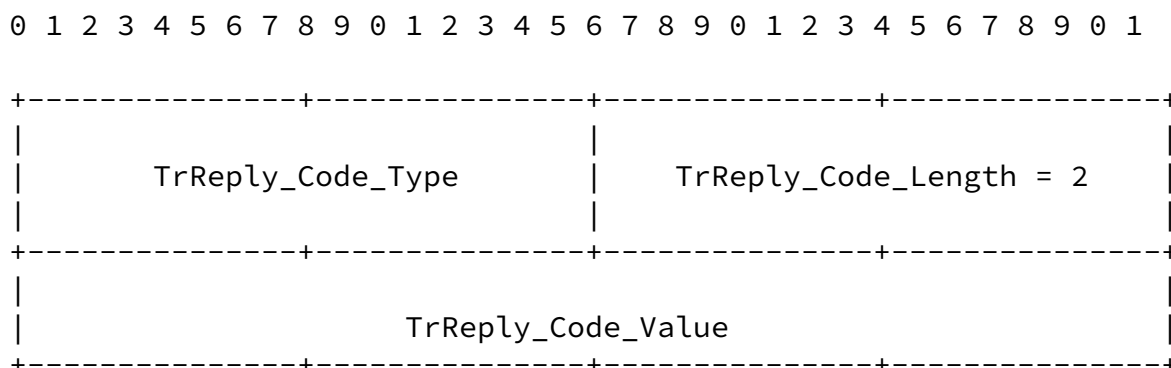 0 1 2 3 4 5 6 7 8 9 0 1 2 3 4 5 6 7 8 9 0 1 2 3 4 5 6 7 8 9 0 1
TrReply_Code_Type TrReply_Code_Length = 2
TrReply_Code_Value